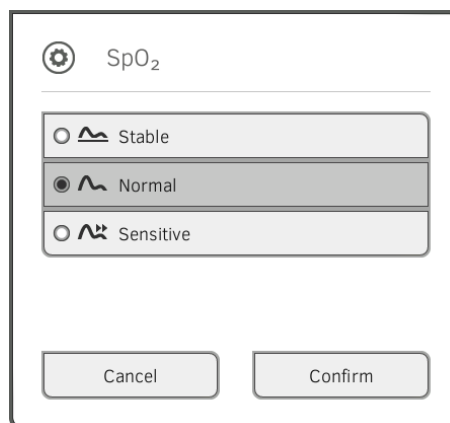 SpO₂
Stable
Normal
Sensitive
Cancel Confirm